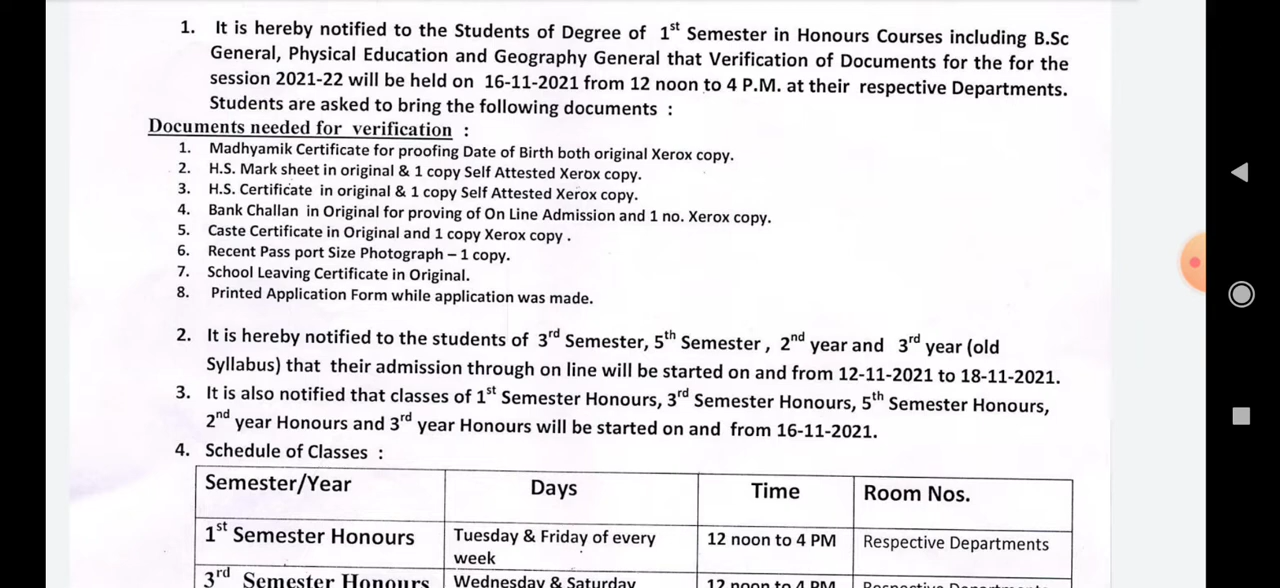 1. It is hereby notified to the Students of Degree of 1st Semester in Honours Courses including B.Sc
General, Physical Education and Geography General that Verification of Documents for the for the
session 2021-22 will be held on 16-11-2021 from 12 noon to 4 P.M. at their respective Departments.
Students are asked to bring the following documents :
Documents needed for verification :
1. Madhyamik Certificate for proofing Date of Birth both original Xerox copy.
2. H.S. Mark sheet in original & 1 copy Self Attested Xerox copy.
3. H.S. Certificate in original & 1 copy Self Attested Xerox copy.
4. Bank Challan in Original for proving of On Line Admission and 1 no. Xerox copy.
5. Caste Certificate in Original and 1 copy Xerox copy .
6. Recent Pass port Size Photograph – 1 copy.
7. School Leaving Certificate in Original.
8. Printed Application Form while application was made.
2. It is hereby notified to the students of 3rd Semester, 5th Semester , 2nd year and 3rd year (old
Syllabus) that their admission through on line will be started on and from 12-11-2021 to 18-11-2021.
3. It is also notified that classes of 1st Semester Honours, 3rd Semester Honours, 5th Semester Honours,
2nd year Honours and 3rd year Honours will be started on and from 16-11-2021.
4. Schedule of Classes :
Semester/Year Days Time Room Nos.
1st Semester Honours Tuesday & Friday of every 12 noon to 4 PM Respective Departments
week
3rd Semester Honours Wednesday & Saturday 12 noon to 4 PM